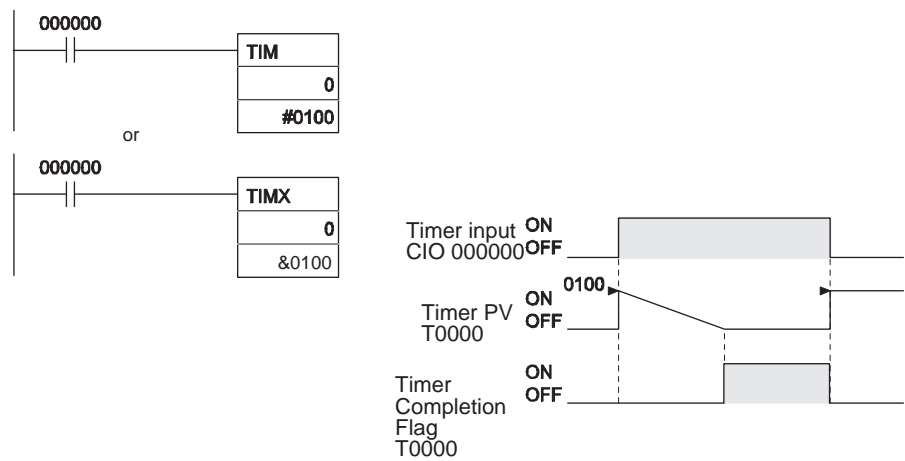 000000
TIM
0
#0100
or
000000
TIMX
0
&0100
Timer input ON
CIO 000000 OFF
0100
Timer PV ON
T0000 OFF
Timer ON
Completion OFF
Flag
T0000